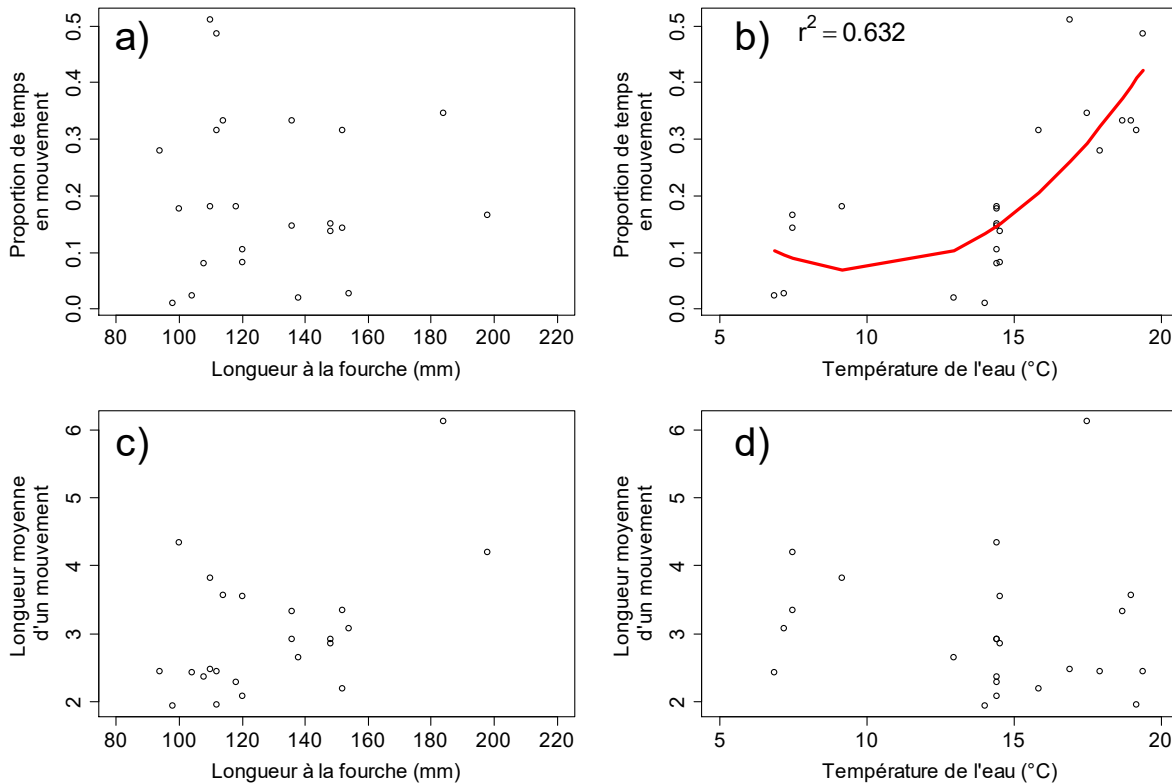 a)
Proportion de temps
en mouvement
0.0 0.1 0.2 0.3 0.4 0.5
80 100 120 140 160 180 200 220
Longueur à la fourche (mm)
b)
r2 = 0.632
Proportion de temps
en mouvement
0.0 0.1 0.2 0.3 0.4 0.5
5 10 15 20
Température de l'eau (°C)
c)
Longueur moyenne
d'un mouvement
2 3 4 5 6
80 100 120 140 160 180 200 220
Longueur à la fourche (mm)
d)
Longueur moyenne
d'un mouvement
2 3 4 5 6
5 10 15 20
Température de l'eau (°C)